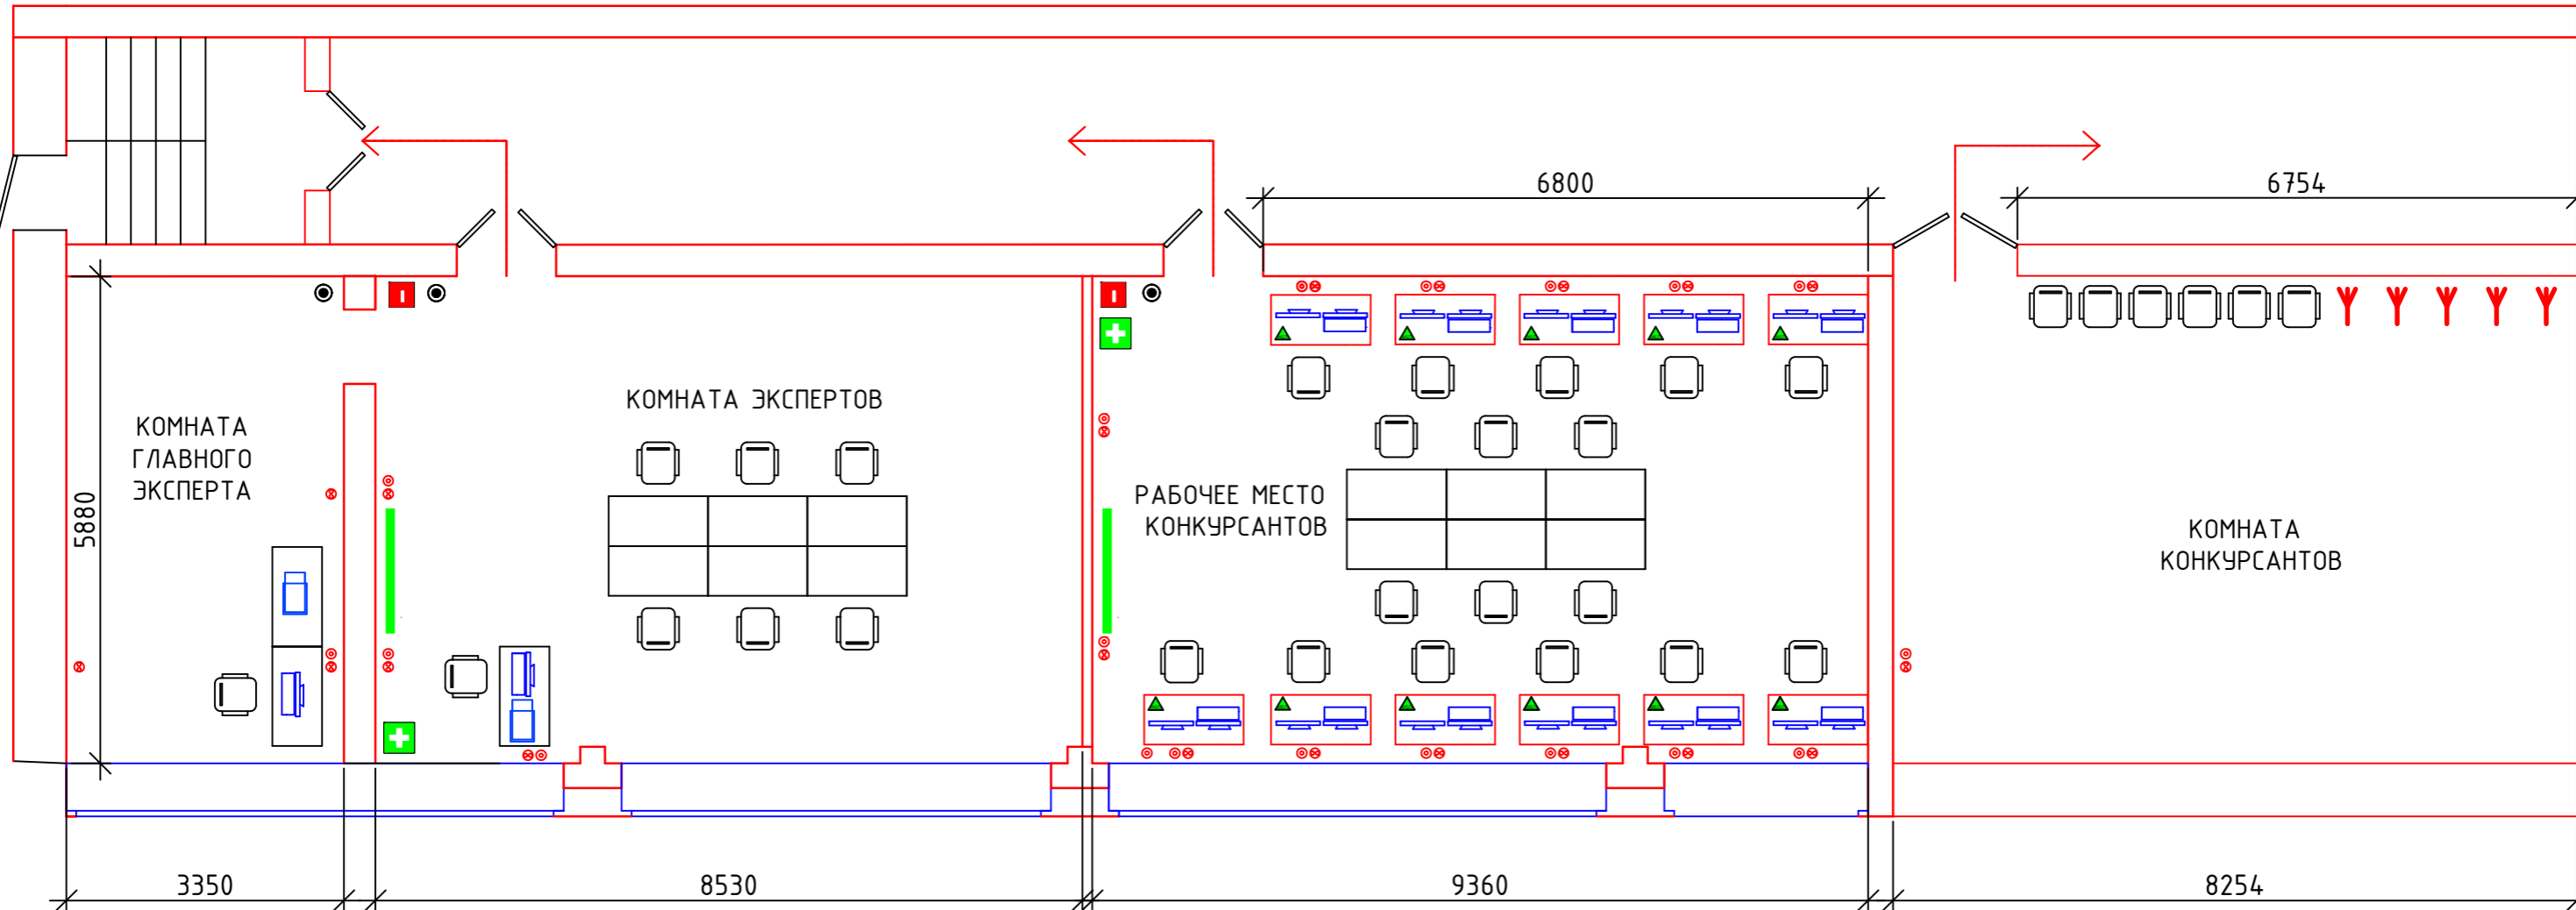 6800
6754
КОМНАТА ЭКСПЕРТОВ
КОМНАТА
ГЛАВНОГО
ЭКСПЕРТА
5880
РАБОЧЕЕ МЕСТО
КОНКУРСАНТОВ
КОМНАТА
КОНКУРСАНТОВ
3350
8530
9360
8254